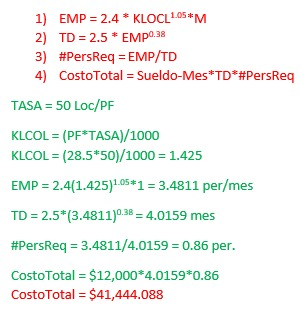 1) EMP = 2.4 * KLOCL¹·⁰⁵*M
2) TD = 2.5 * EMP⁰·³⁸
3) #PersReq = EMP/TD
4) CostoTotal = Sueldo-Mes*TD*#PersReq
TASA = 50 Loc/PF
KLCOL = (PF*TASA)/1000
KLCOL = (28.5*50)/1000 = 1.425
EMP = 2.4(1.425)¹·⁰⁵*1 = 3.4811 per/mes
TD = 2.5*(3.4811)⁰·³⁸ = 4.0159 mes
#PersReq = 3.4811/4.0159 = 0.86 per.
CostoTotal = $12,000*4.0159*0.86
CostoTotal = $41,444.088